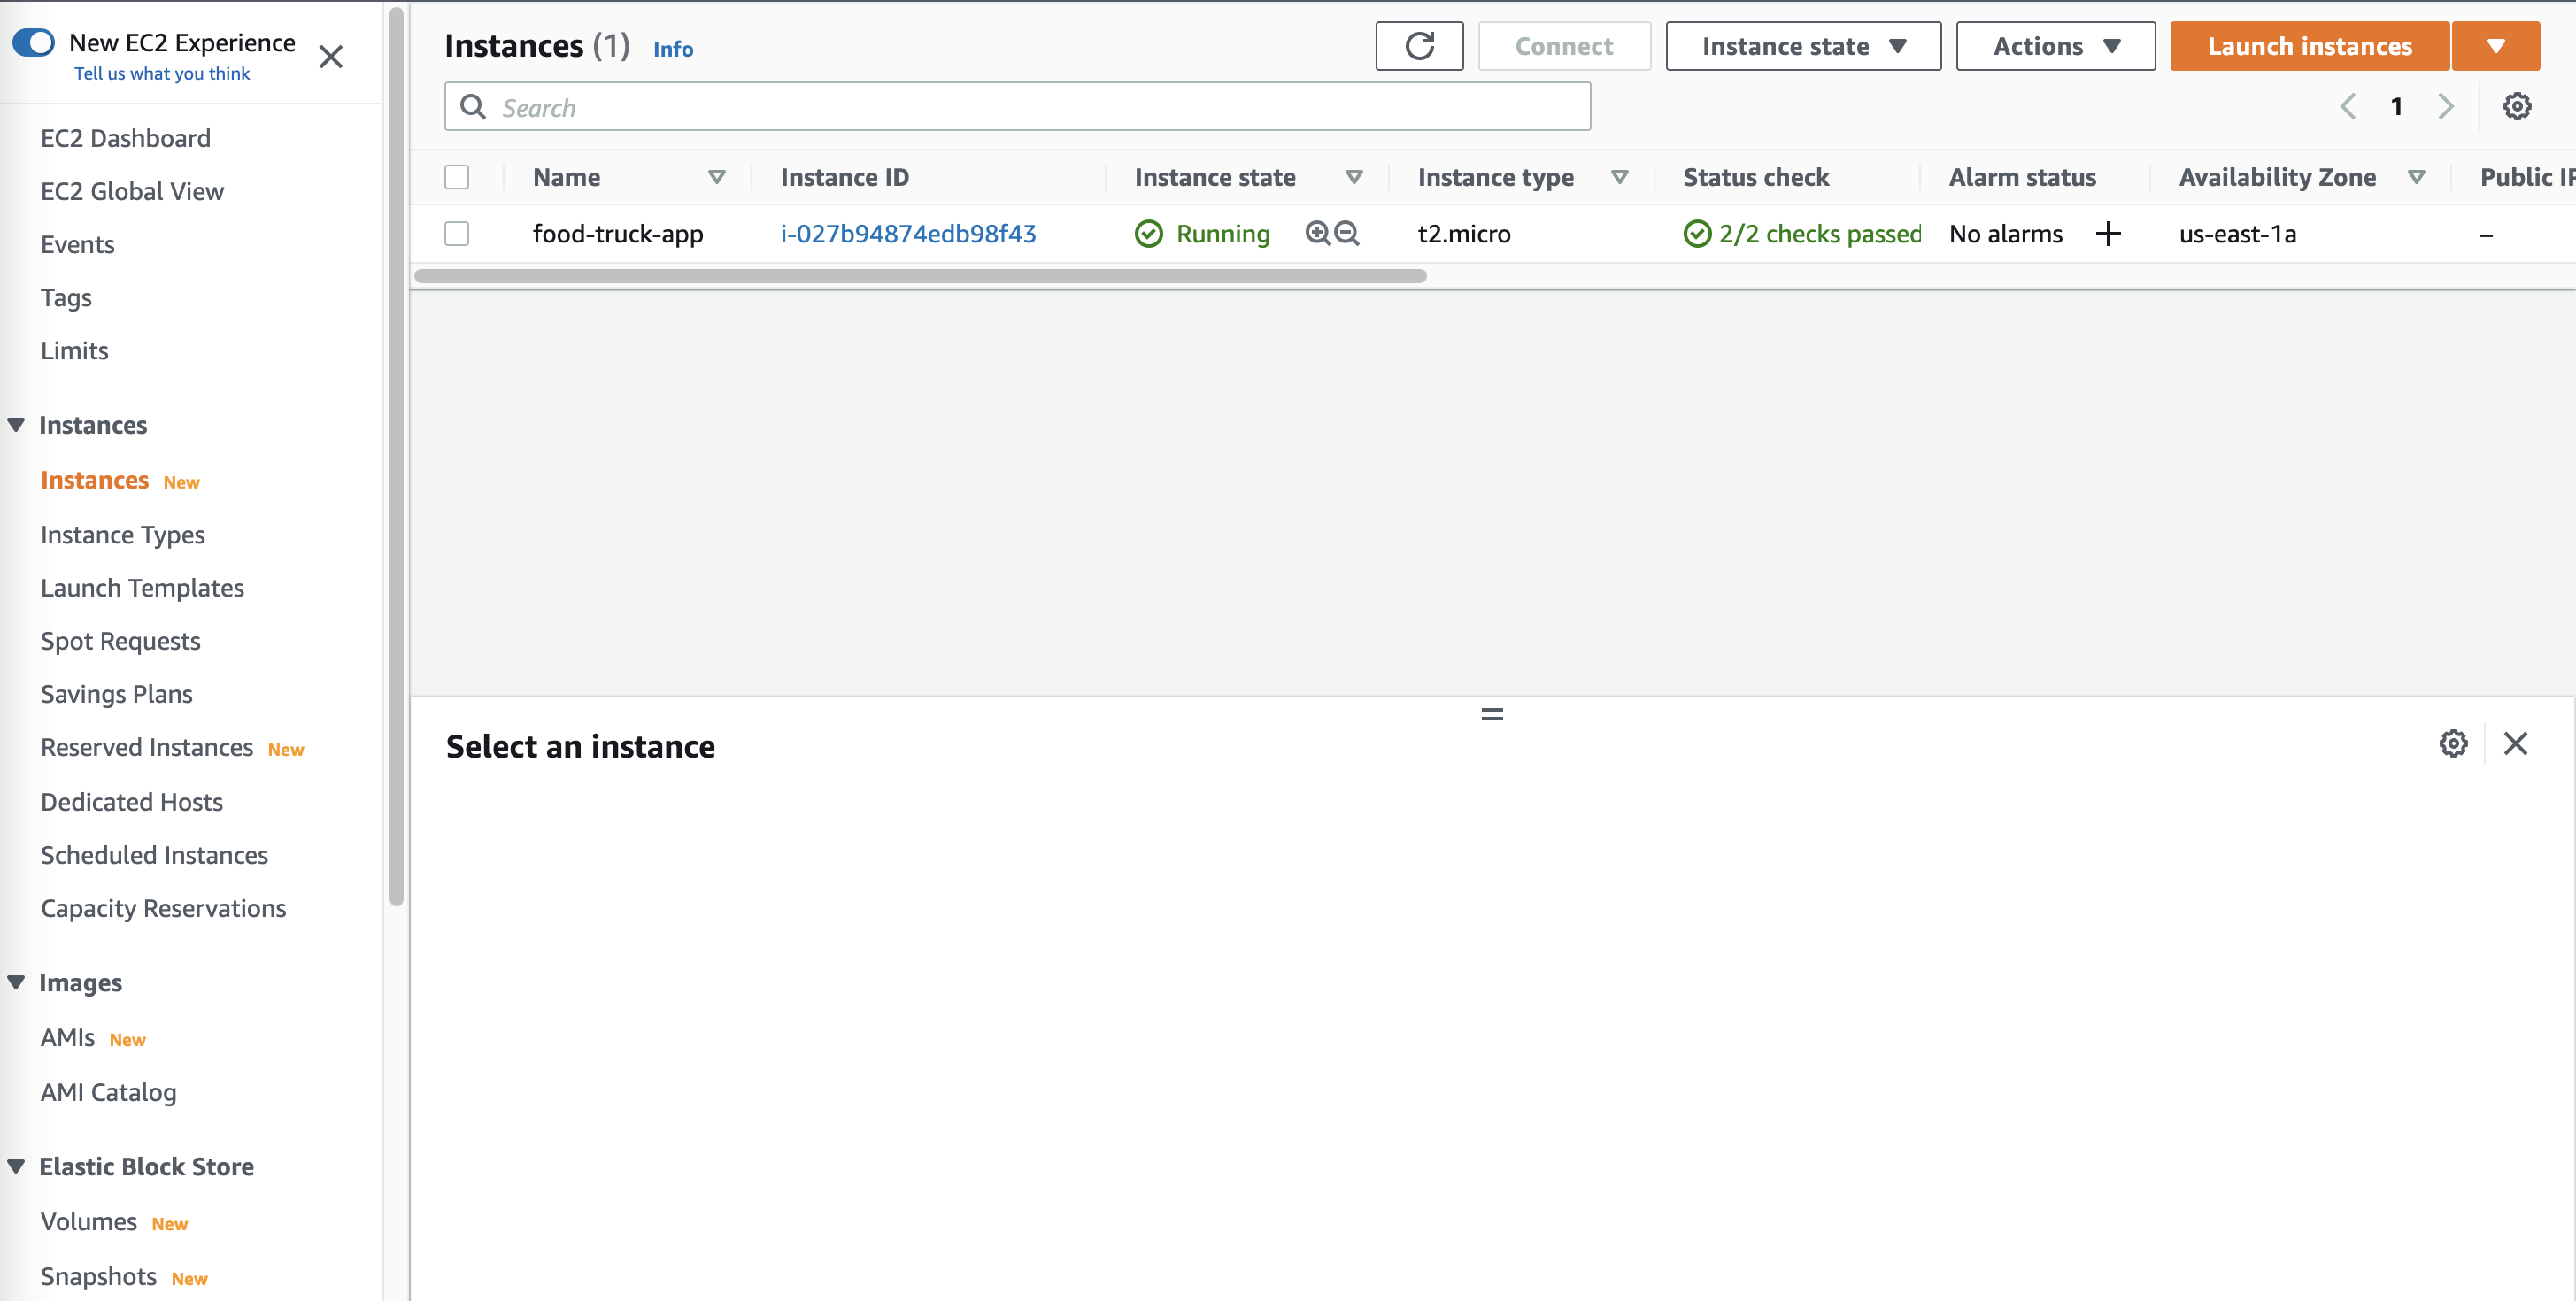 New EC2 Experience
Tell us what you think
EC2 Dashboard
EC2 Global View
Events
Tags
Limits
Instances
Instances New
Instance Types
Launch Templates
Spot Requests
Savings Plans
Reserved Instances New
Dedicated Hosts
Scheduled Instances
Capacity Reservations
Images
AMIs New
AMI Catalog
Elastic Block Store
Volumes New
Snapshots New
Instances (1) Info
Connect
Instance state
Actions
Launch instances
Search
1
Name Instance ID Instance state Instance type Status check Alarm status Availability Zone Public IP
food-truck-app i-027b94874edb98f43 Running t2.micro 2/2 checks passed No alarms + us-east-1a –
Select an instance